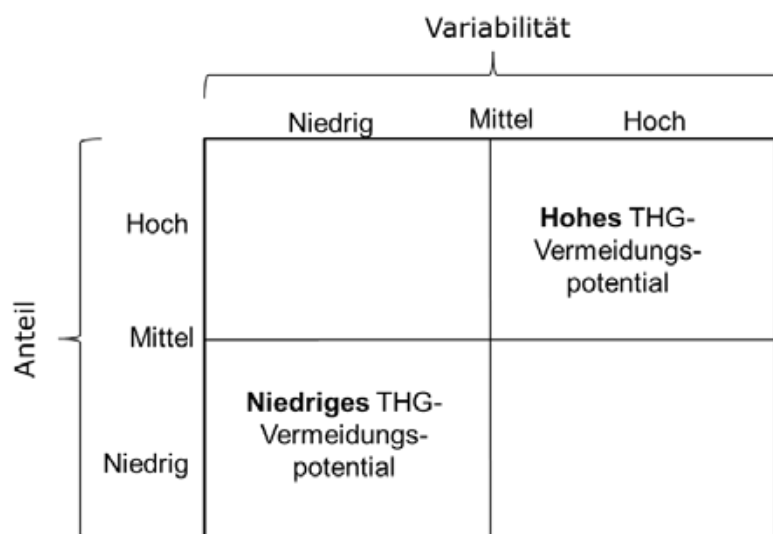 Variabilität
Niedrig Mittel Hoch
Anteil
Hoch
Hohes THG-
Vermeidungs-
potential
Mittel
Niedriges THG-
Vermeidungs-
potential
Niedrig